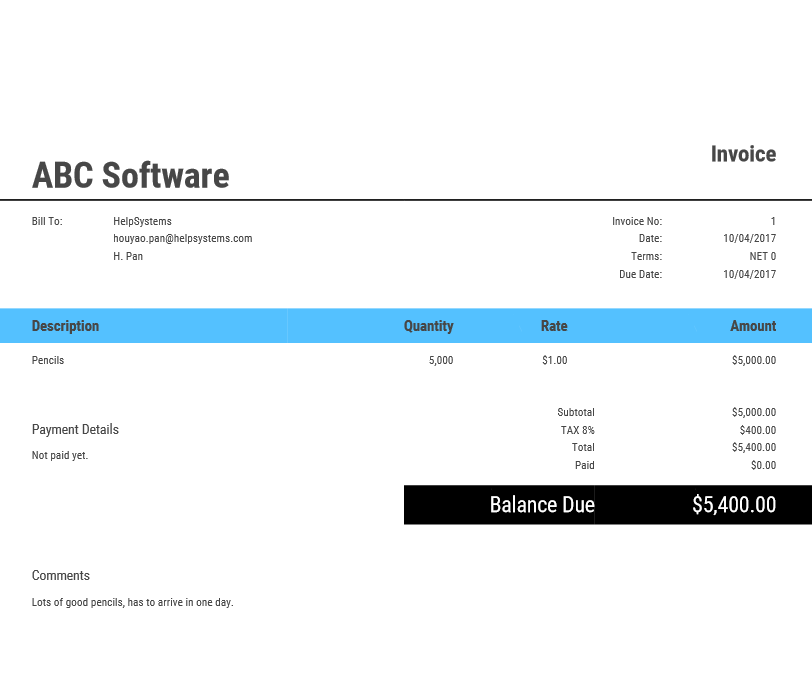 Invoice
ABC Software
Bill To: HelpSystems Invoice No: 1
houyao.pan@helpsystems.com Date: 10/04/2017
H. Pan Terms: NET 0
Due Date: 10/04/2017
Description Quantity Rate Amount
Pencils 5,000 $1.00 $5,000.00
Subtotal $5,000.00
Payment Details TAX 8% $400.00
Total $5,400.00
Not paid yet. Paid $0.00
Balance Due $5,400.00
Comments
Lots of good pencils, has to arrive in one day.